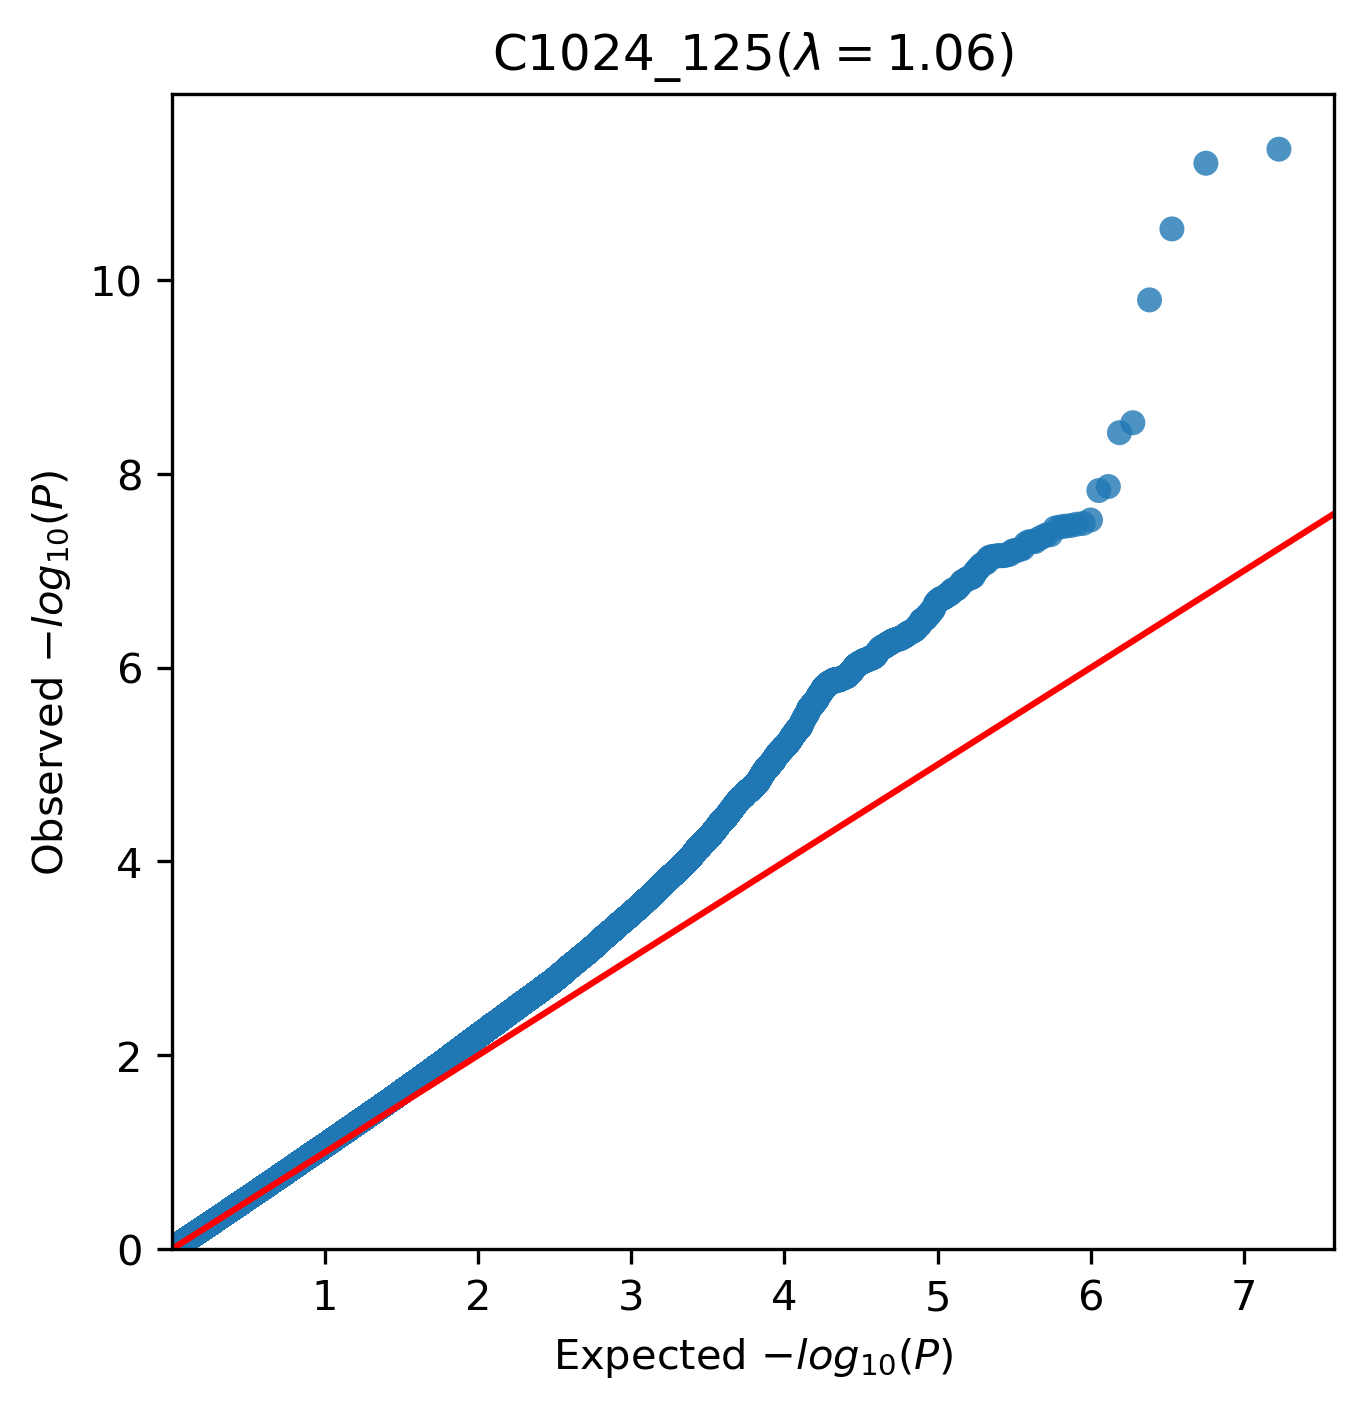 C1024_125(λ = 1.06)
Observed −log₁₀(P)
10
8
6
4
2
0
1 2 3 4 5 6 7
Expected −log₁₀(P)